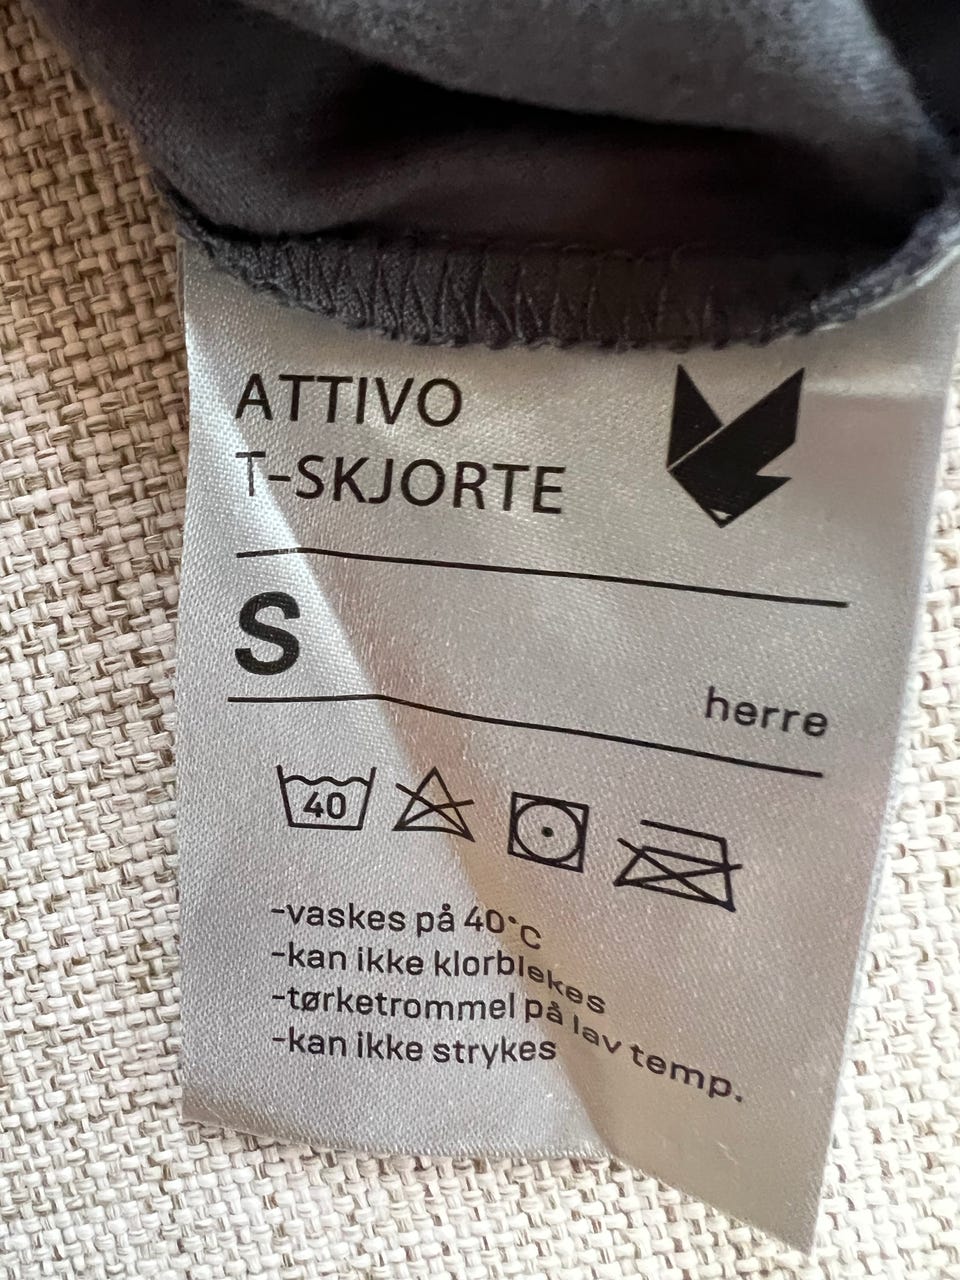 ATTIVO
T-SKJORTE
S
herre
40
-vaskes på 40°C
-kan ikke klorblekes
-tørketrommel på lav temp.
-kan ikke strykes